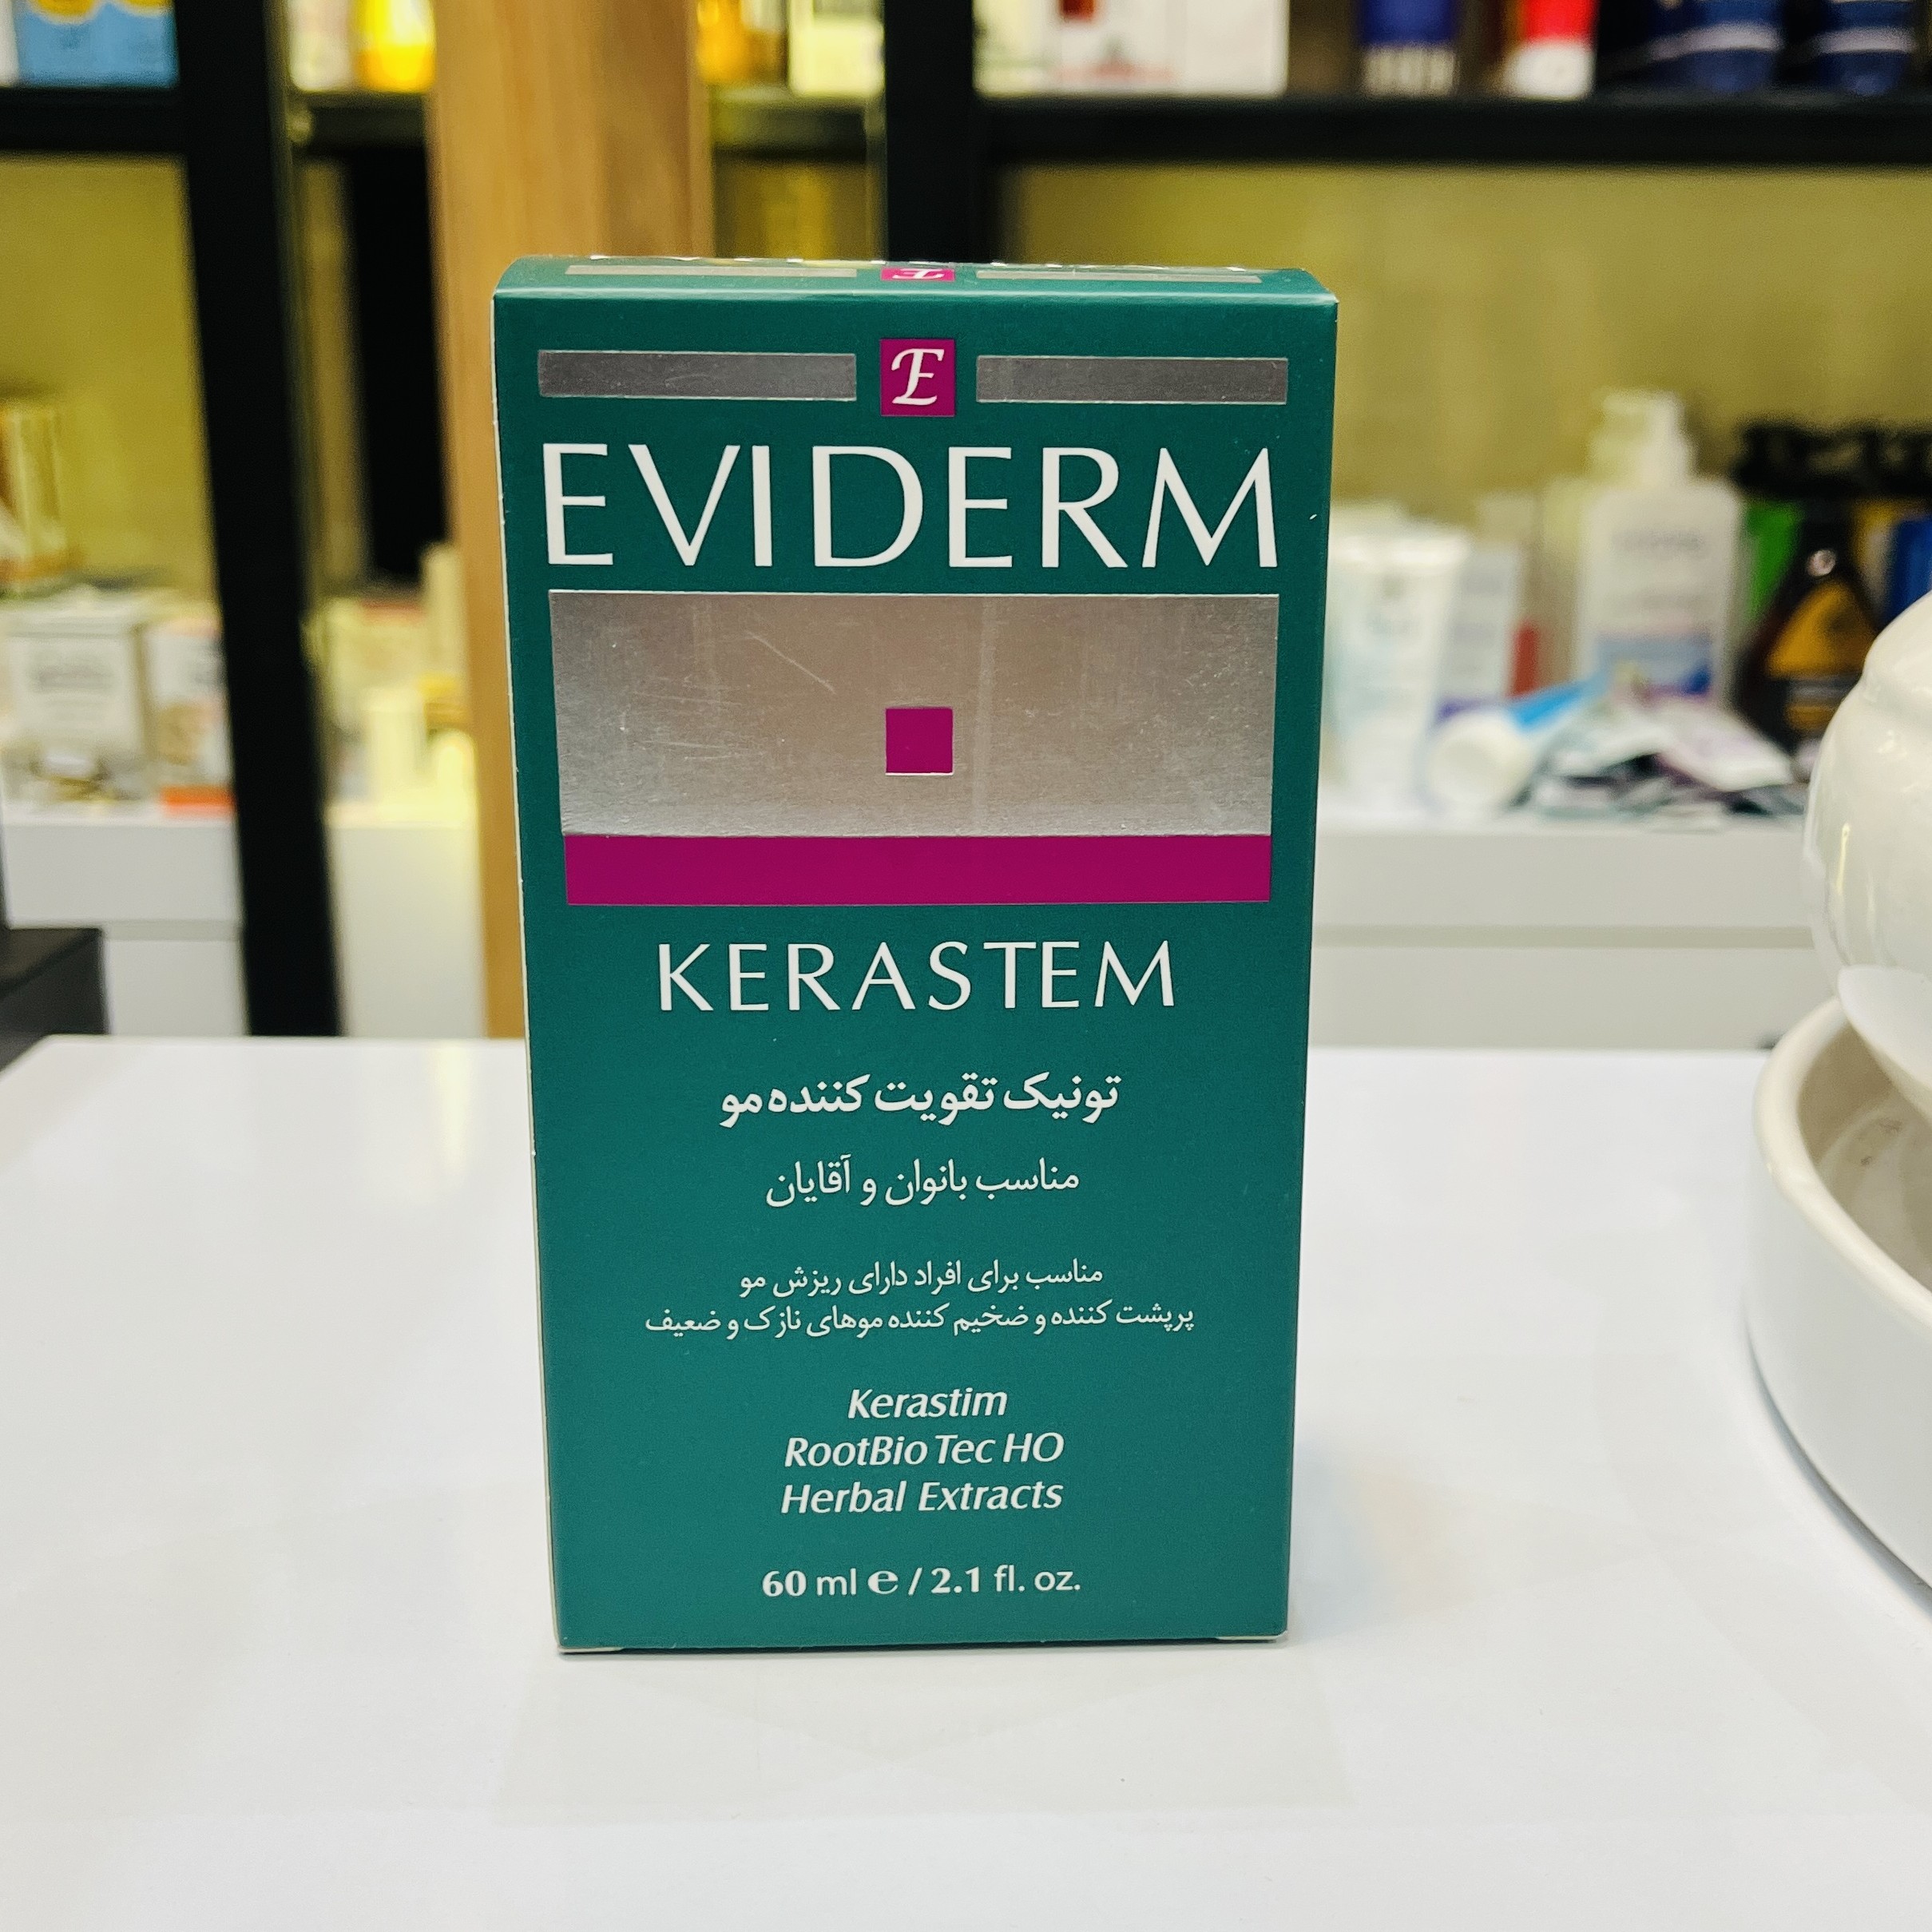 E
EVIDERM
KERASTEM
تونیک تقویت کننده مو
مناسب بانوان و آقایان
مناسب برای افراد دارای ریزش مو
پرپشت کننده و ضخیم کننده موهای نازک و ضعیف
Kerastim
RootBio Tec HO
Herbal Extracts
60 ml ℮ / 2.1 fl. oz.